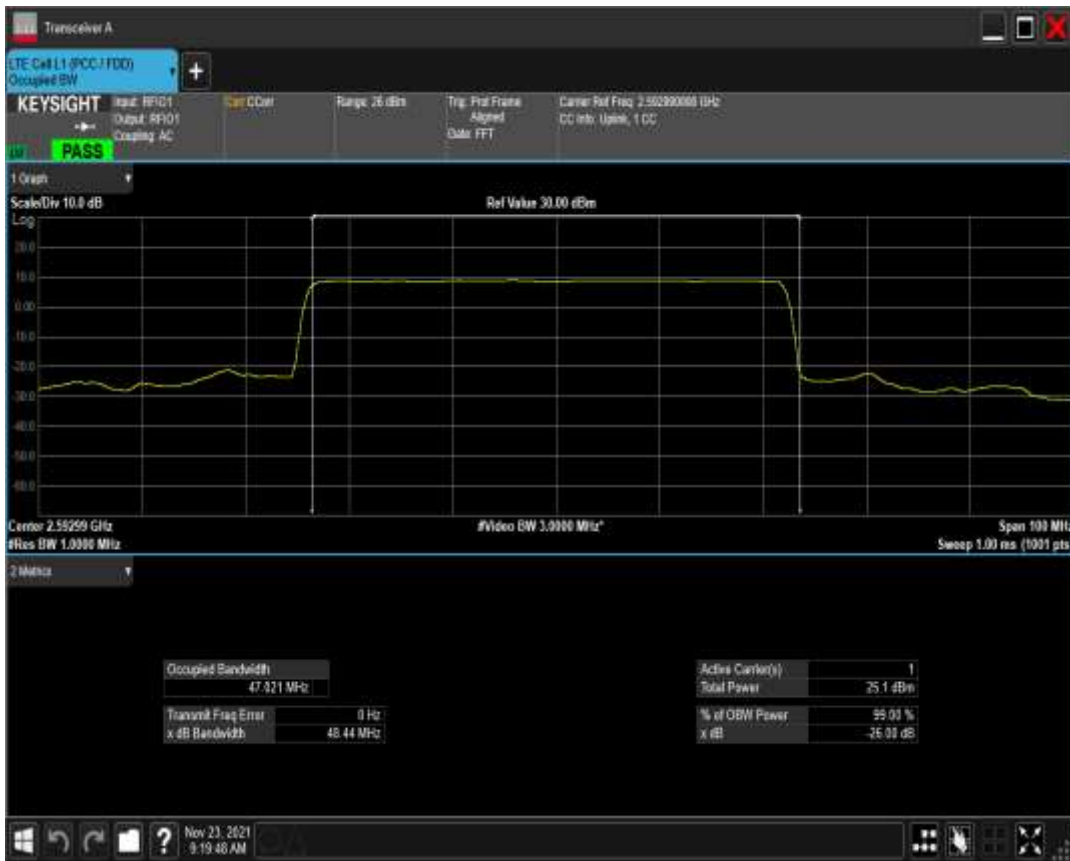 Transceiver A
LTE Cell L1 (PCC / FDD)
Occupied BW
KEYSIGHT
Input: RFIO1
Output: RFIO1
Coupling: AC
Corr CCorr
Range: 26 dBm
Trig: Prd Frame
Aligned
Gate: FFT
Carrier Ref Freq: 2.592990000 GHz
CC Info: Uplink, 1 CC
PASS
1 Graph
Scale/Div 10.0 dB
Ref Value 30.00 dBm
Log
20.0
10.0
0.00
-10.0
-20.0
-30.0
-40.0
-50.0
-60.0
Center 2.59299 GHz
#Video BW 3.0000 MHz*
Span 100 MHz
#Res BW 1.0000 MHz
Sweep 1.00 ms (1001 pts
2 Metrics
Occupied Bandwidth
47.021 MHz
Transmit Freq Error 0 Hz
x dB Bandwidth 48.44 MHz
Active Carrier(s) 1
Total Power 25.1 dBm
% of OBW Power 99.00 %
x dB -26.00 dB
?
Nov 23, 2021
9:19:48 AM